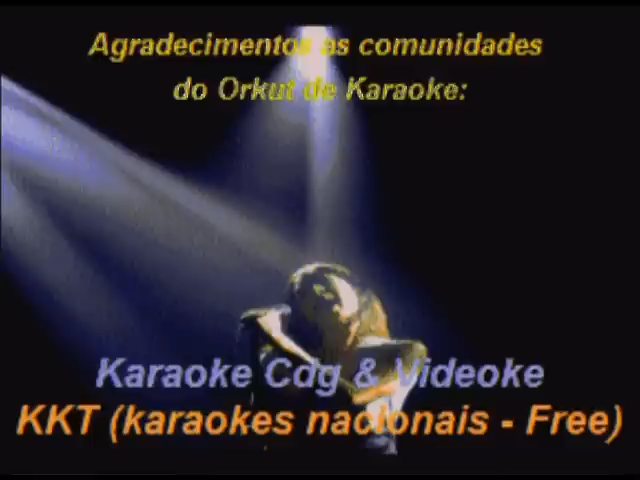 Agradecimentos as comunidades
do Orkut de Karaoke:
Karaoke Cdg & Videoke
KKT (karaokes nacionais - Free)